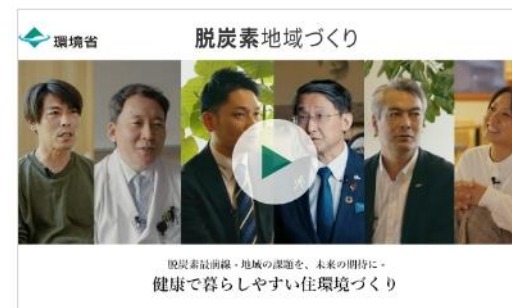 環境省
脱炭素地域づくり
脱炭素最前線 - 地域の課題を、未来の期待に -
健康で暮らしやすい住環境づくり